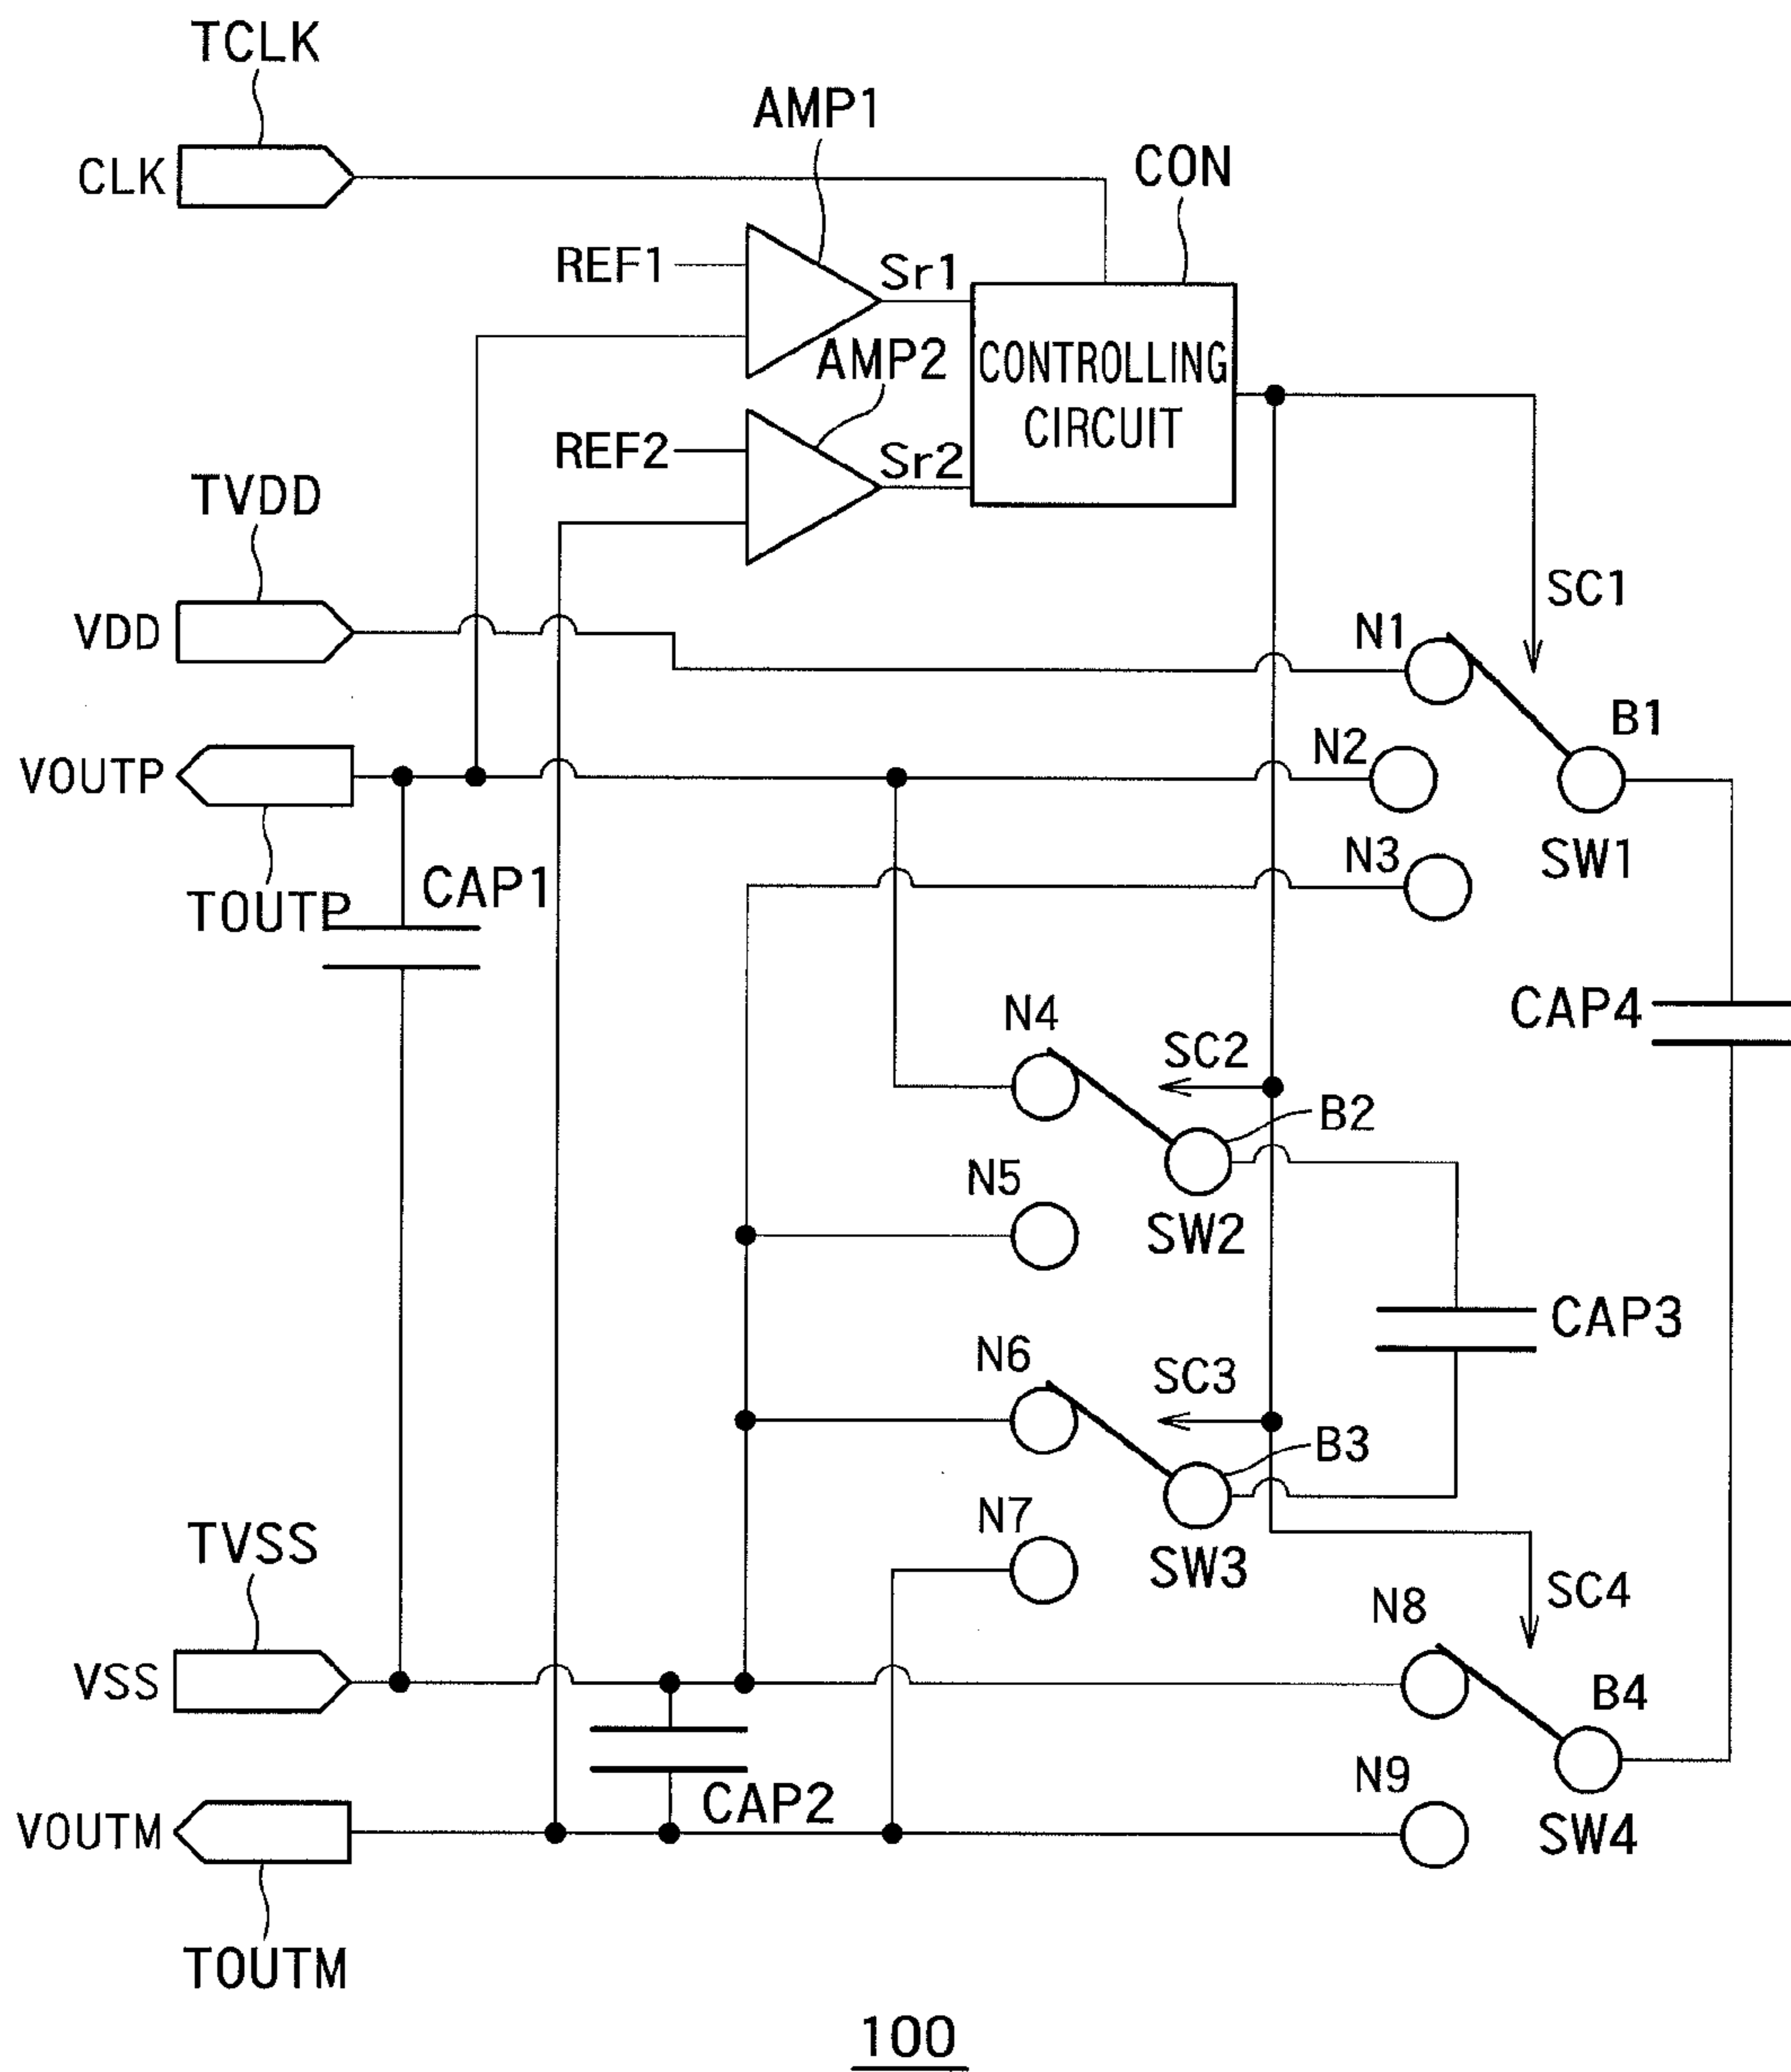 TCLK
AMP1
CLK
CON
REF1
Sr1
AMP2
CONTROLLING
CIRCUIT
REF2
Sr2
TVDD
SC1
VDD
N1
B1
N2
VOUTP
N3
SW1
CAP1
TOUTP
CAP4
N4
SC2
B2
N5
SW2
CAP3
N6
SC3
B3
N7
SW3
TVSS
SC4
N8
VSS
B4
N9
CAP2
VOUTM
SW4
TOUTM
100